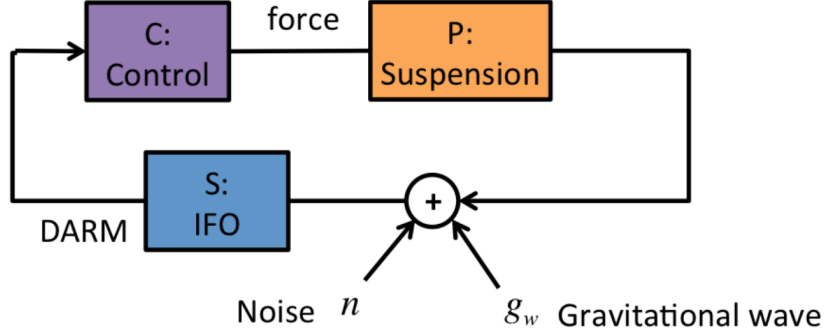 force
C:
Control
P:
Suspension
S:
IFO
+
DARM
Noise n
g_w Gravitational wave